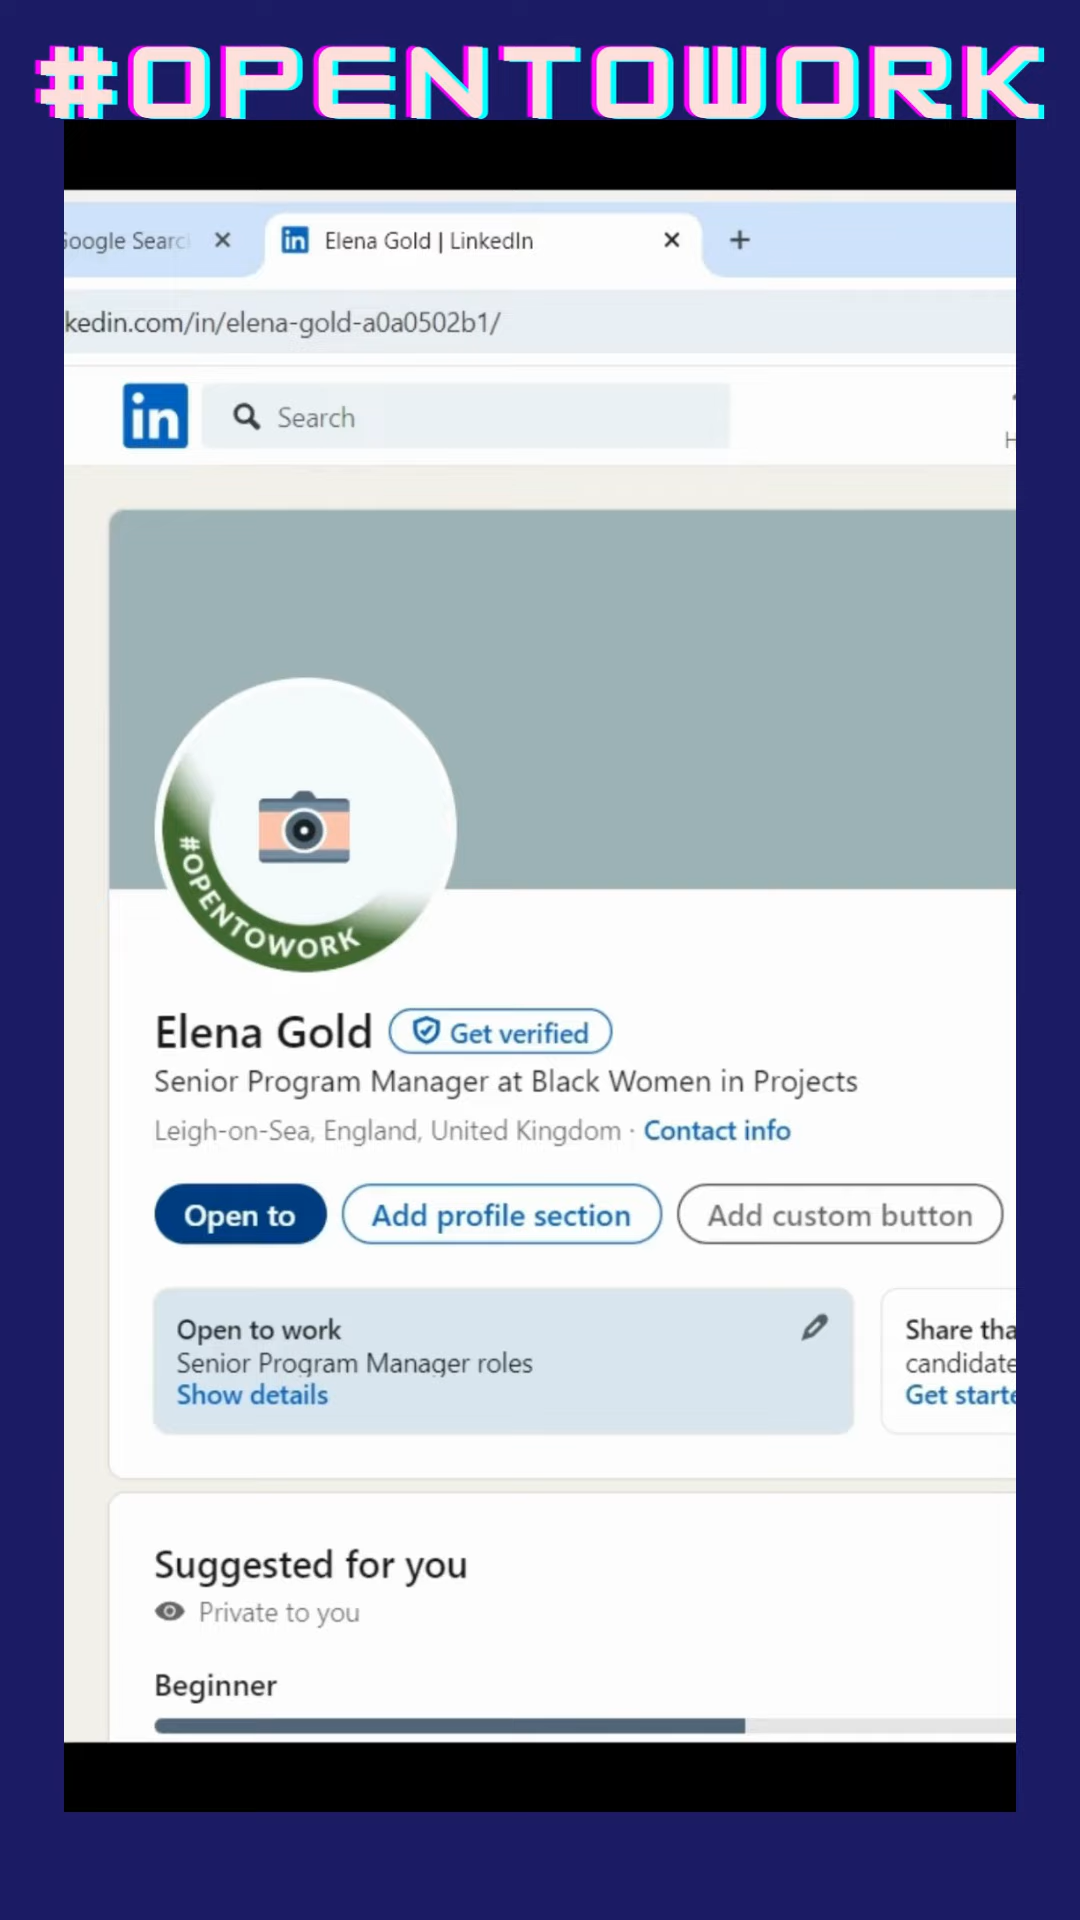 #OPENTOWORK
Google Search
Elena Gold | LinkedIn
kedin.com/in/elena-gold-a0a0502b1/
in
Search
#OPENTOWORK
Elena Gold
Get verified
Senior Program Manager at Black Women in Projects
Leigh-on-Sea, England, United Kingdom · Contact info
Open to
Add profile section
Add custom button
Open to work
Senior Program Manager roles
Show details
Share tha
candidate
Get starte
Suggested for you
Private to you
Beginner